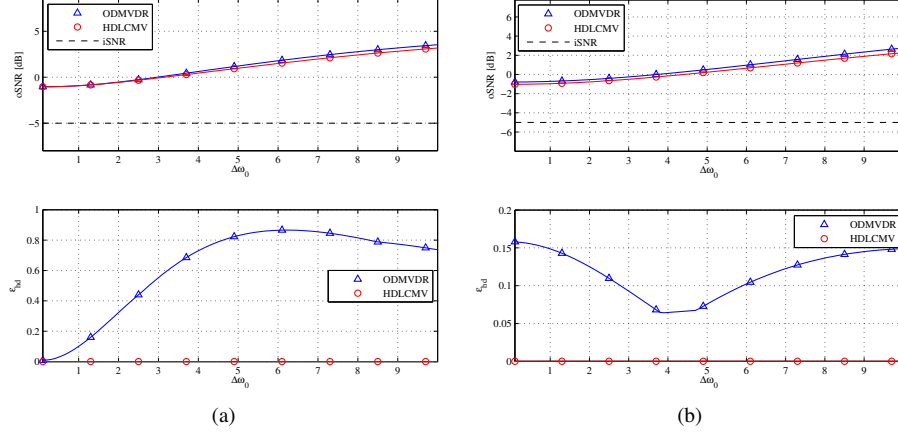 ODMVDR
HDLCMV
iSNR
oSNR [dB]
5
0
−5
1 2 3 4 5 6 7 8 9
Δω0
ODMVDR
HDLCMV
iSNR
oSNR [dB]
6
4
2
0
−2
−4
−6
1 2 3 4 5 6 7 8 9
Δω0
1
0.8
0.6
0.4
0.2
0
εhd
ODMVDR
HDLCMV
1 2 3 4 5 6 7 8 9
Δω0
(a)
0.2
0.15
0.1
0.05
0
εhd
ODMVDR
HDLCMV
1 2 3 4 5 6 7 8 9
Δω0
(b)